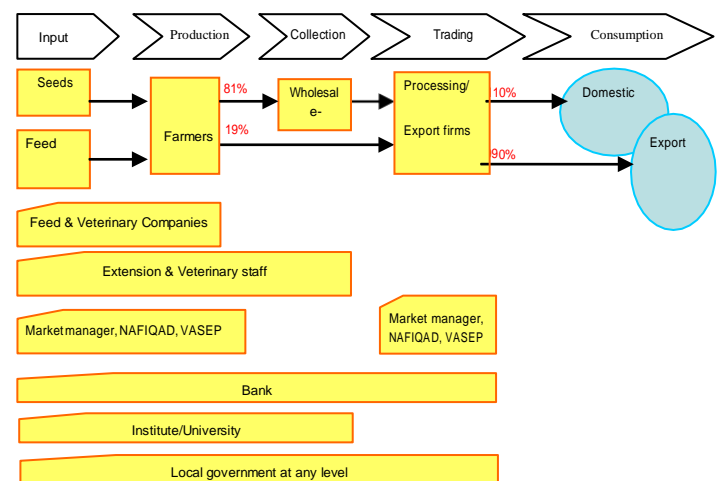 Input
Production
Collection
Trading
Consumption
Seeds
Feed
Farmers
81%
19%
Wholesal
e-
Processing/
Export firms
10%
90%
Domestic
Export
Feed & Veterinary Companies
Extension & Veterinary staff
Market manager, NAFIQAD, VASEP
Market manager,
NAFIQAD, VASEP
Bank
Institute/University
Local government at any level